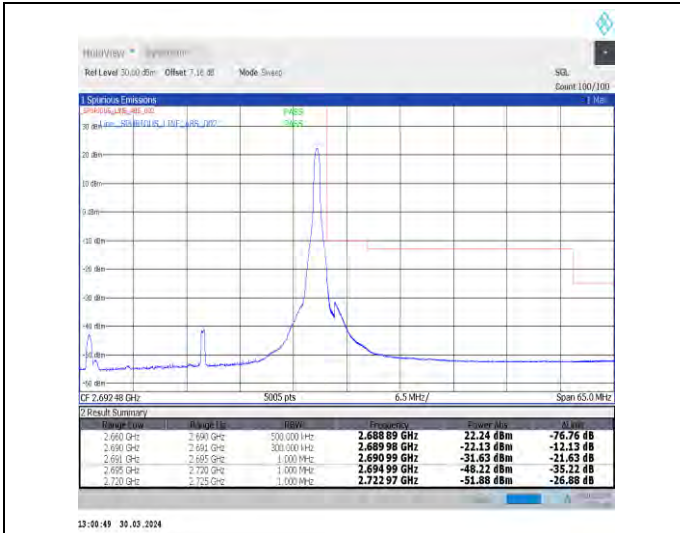 MultiView Spectrum
Ref Level 30.00 dBm Offset 7.16 dB Mode Sweep SGL
Count 100/100
1 Spurious Emissions 1 Max
_SPURIOUS_LINE_ABS_002 PASS
Line _SPURIOUS_LINE_ABS_002 PASS
30 dBm
20 dBm
10 dBm
0 dBm
-10 dBm
-20 dBm
-30 dBm
-40 dBm
-50 dBm
-60 dBm
CF 2.69248 GHz 5005 pts 6.5 MHz/ Span 65.0 MHz
2 Result Summary
Range Low Range Up RBW Frequency Power Abs ΔLimit
2.660 GHz 2.690 GHz 500.000 kHz 2.688 89 GHz 22.24 dBm -76.76 dB
2.690 GHz 2.691 GHz 300.000 kHz 2.689 98 GHz -22.13 dBm -12.13 dB
2.691 GHz 2.695 GHz 1.000 MHz 2.690 99 GHz -31.63 dBm -21.63 dB
2.695 GHz 2.720 GHz 1.000 MHz 2.694 99 GHz -48.22 dBm -35.22 dB
2.720 GHz 2.725 GHz 1.000 MHz 2.722 97 GHz -51.88 dBm -26.88 dB
13:00:49 30.03.2024